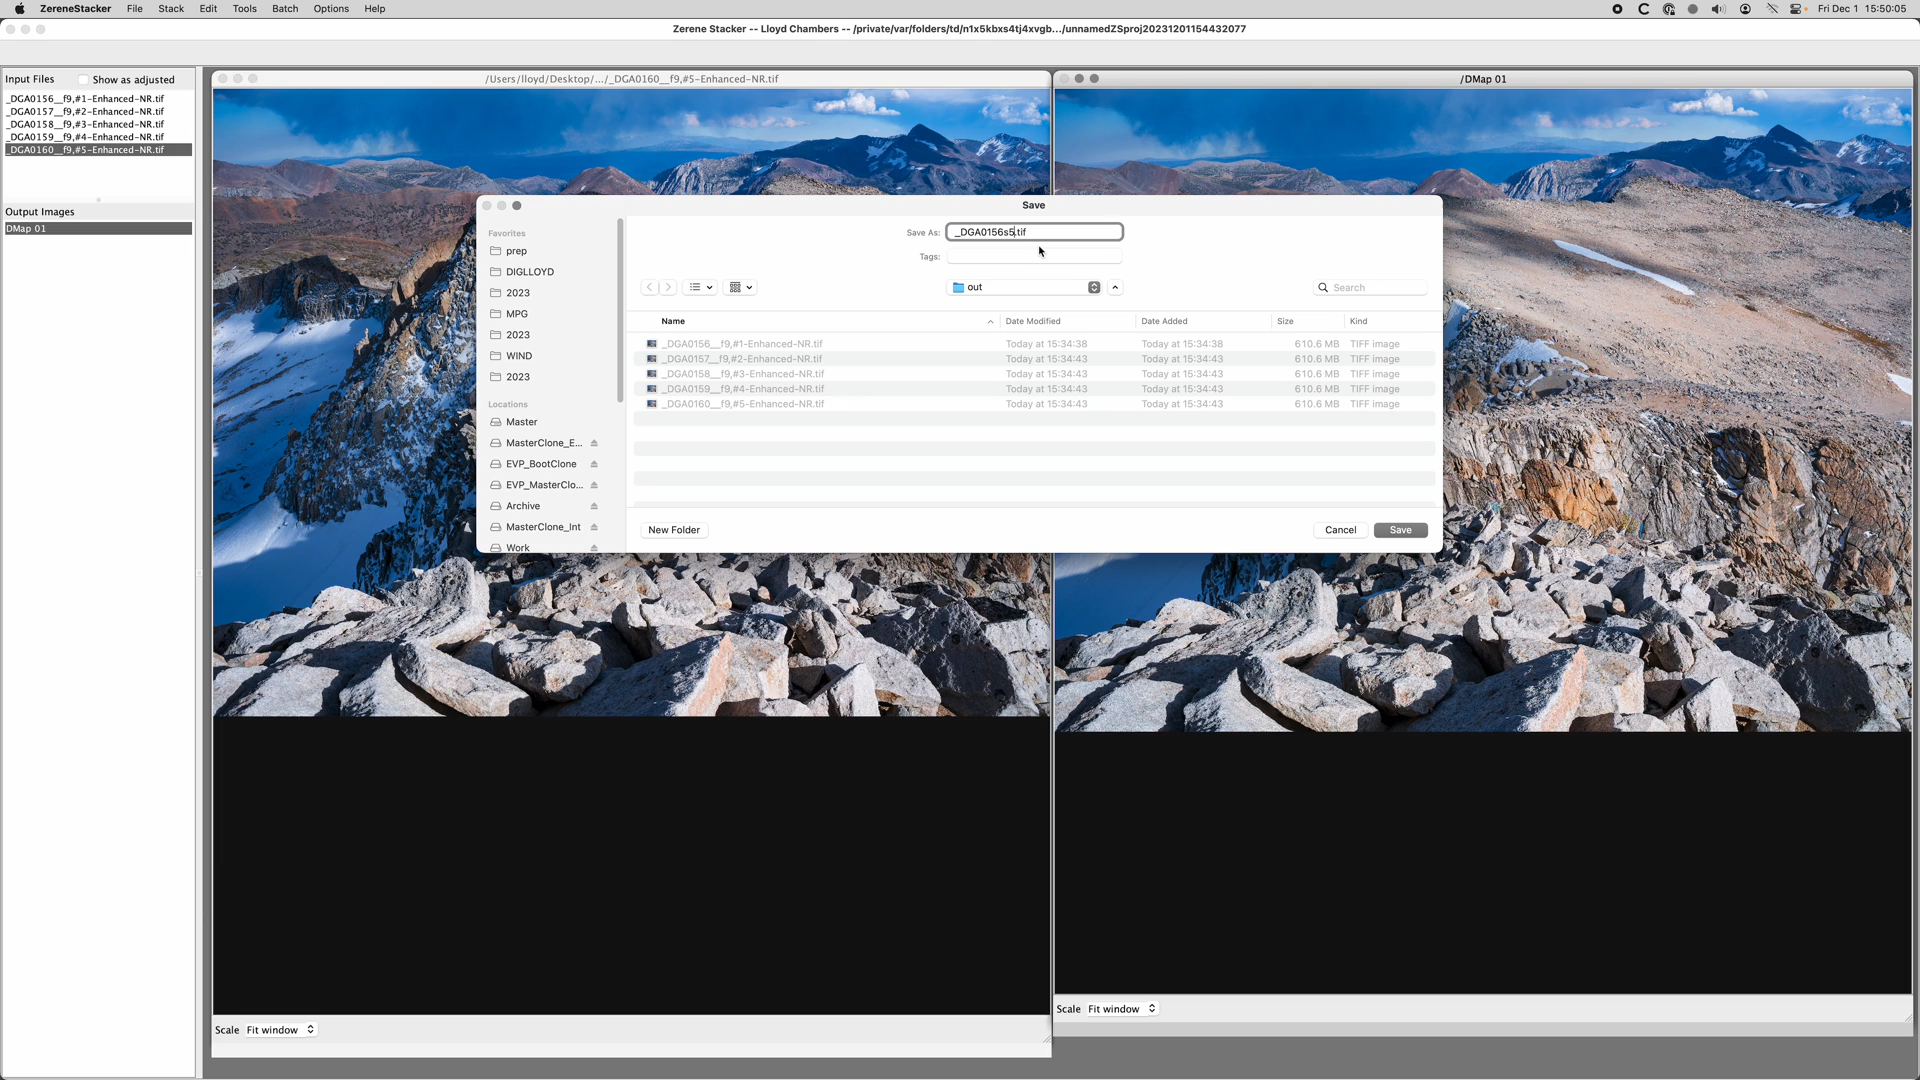 ZereneStacker File Stack Edit Tools Batch Options Help Fri Dec 1 15:50:05
Zerene Stacker -- Lloyd Chambers -- /private/var/folders/td/n1x5kbxs4tj4xvgb.../unnamedZSproj20231201154432077
Input Files Show as adjusted
_DGA0156__f9,#1-Enhanced-NR.tif
_DGA0157__f9,#2-Enhanced-NR.tif
_DGA0158__f9,#3-Enhanced-NR.tif
_DGA0159__f9,#4-Enhanced-NR.tif
_DGA0160__f9,#5-Enhanced-NR.tif
Output Images
DMap 01
/Users/lloyd/Desktop/.../_DGA0160__f9,#5-Enhanced-NR.tif
/DMap 01
Save
Favorites
prep
DIGLLOYD
2023
MPG
2023
WIND
2023
Locations
Master
MasterClone_E...
EVP_BootClone
EVP_MasterClo...
Archive
MasterClone_Int
Work
Save As: _DGA0156s5.tif
Tags:
out
Search
Name Date Modified Date Added Size Kind
_DGA0156__f9,#1-Enhanced-NR.tif Today at 15:34:38 Today at 15:34:38 610.6 MB TIFF image
_DGA0157__f9,#2-Enhanced-NR.tif Today at 15:34:43 Today at 15:34:43 610.6 MB TIFF image
_DGA0158__f9,#3-Enhanced-NR.tif Today at 15:34:43 Today at 15:34:43 610.6 MB TIFF image
_DGA0159__f9,#4-Enhanced-NR.tif Today at 15:34:43 Today at 15:34:43 610.6 MB TIFF image
_DGA0160__f9,#5-Enhanced-NR.tif Today at 15:34:43 Today at 15:34:43 610.6 MB TIFF image
New Folder Cancel Save
Scale Fit window
Scale Fit window